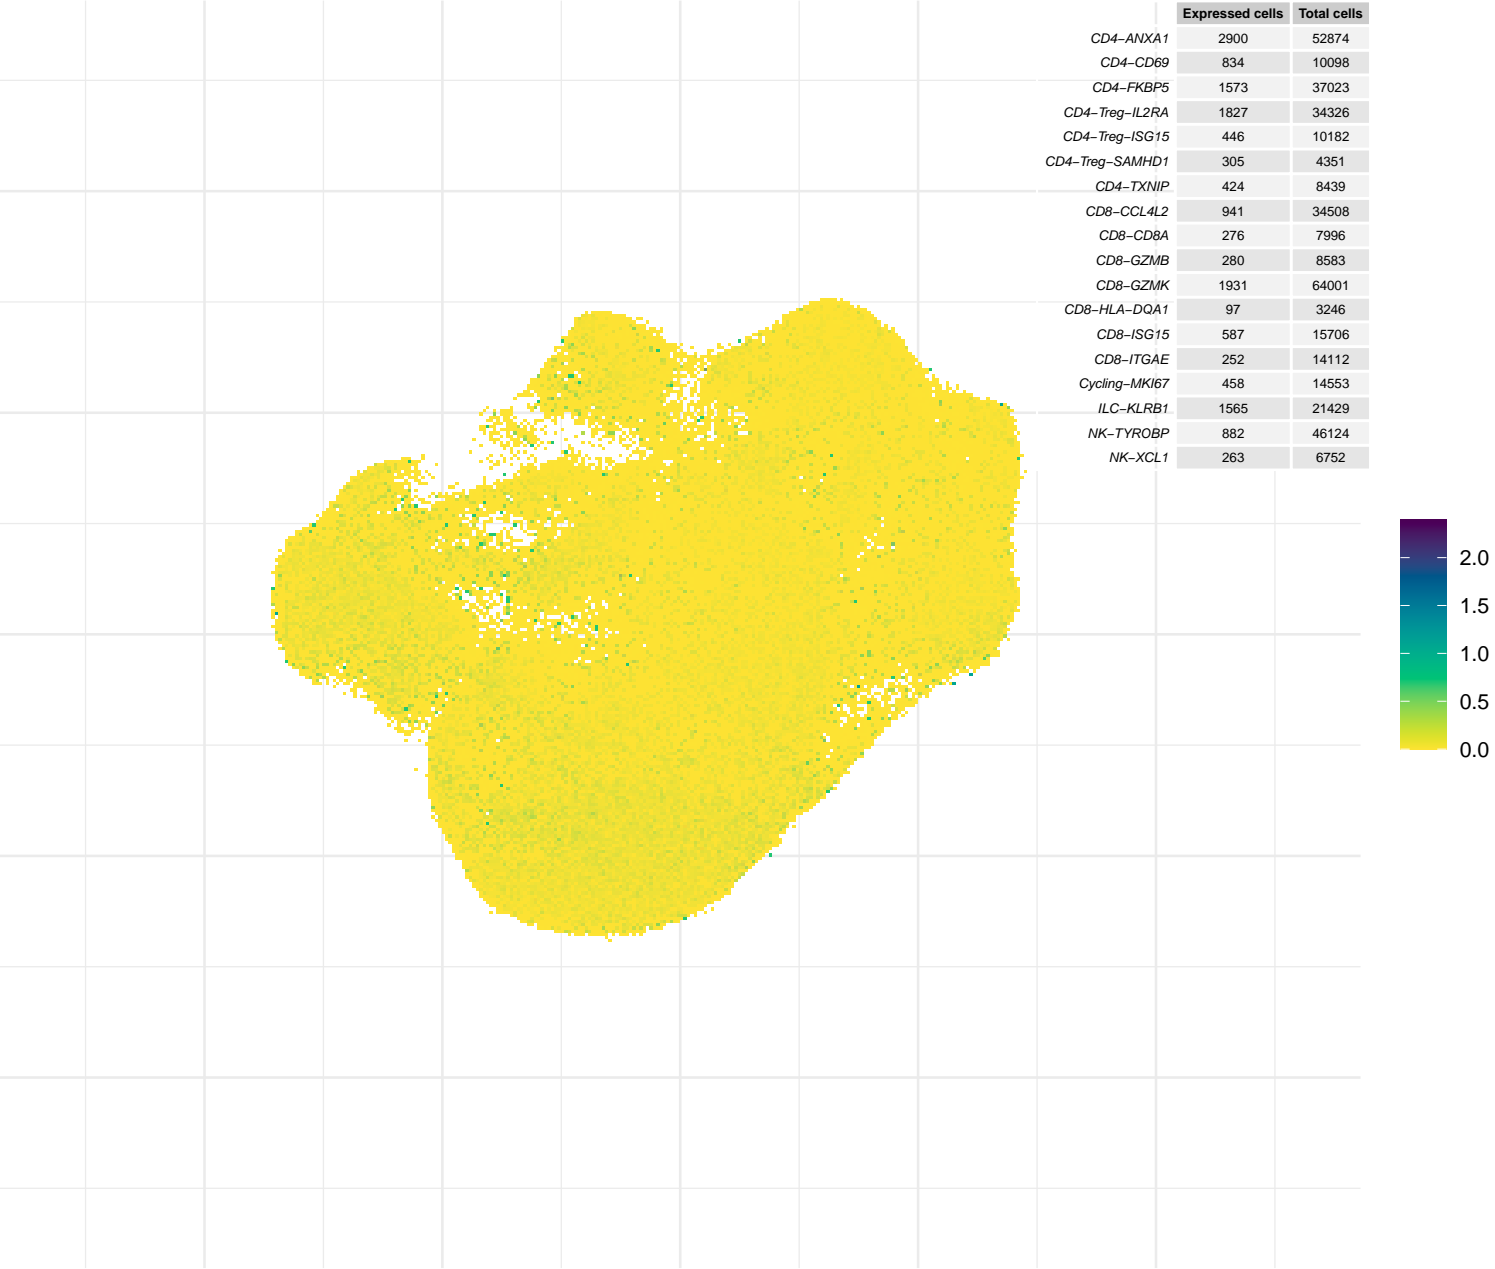 Expressed cells Total cells
CD4−ANXA1 2900 52874
CD4−CD69 834 10098
CD4−FKBP5 1573 37023
CD4−Treg−IL2RA 1827 34326
CD4−Treg−ISG15 446 10182
CD4−Treg−SAMHD1 305 4351
CD4−TXNIP 424 8439
CD8−CCL4L2 941 34508
CD8−CD8A 276 7996
CD8−GZMB 280 8583
CD8−GZMK 1931 64001
CD8−HLA−DQA1 97 3246
CD8−ISG15 587 15706
CD8−ITGAE 252 14112
Cycling−MKI67 458 14553
ILC−KLRB1 1565 21429
NK−TYROBP 882 46124
NK−XCL1 263 6752
2.0
1.5
1.0
0.5
0.0